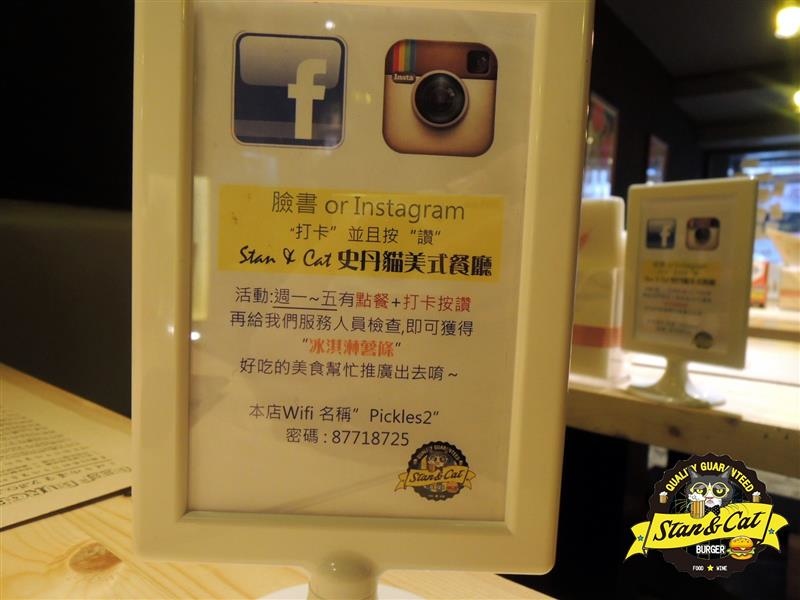 f
Insta
臉書 or Instagram
"打卡" 並且按 "讚"
Stan & Cat 史丹貓美式餐廳
活動:週一~五有點餐+打卡按讚
再給我們服務人員檢查,即可獲得
"冰淇淋薯條"
好吃的美食幫忙推廣出去唷~
本店Wifi 名稱" Pickles2"
密碼 : 87718725
Stan & Cat
QUALITY GUARANTEED
Stan & Cat
BURGER
FOOD ★ WINE